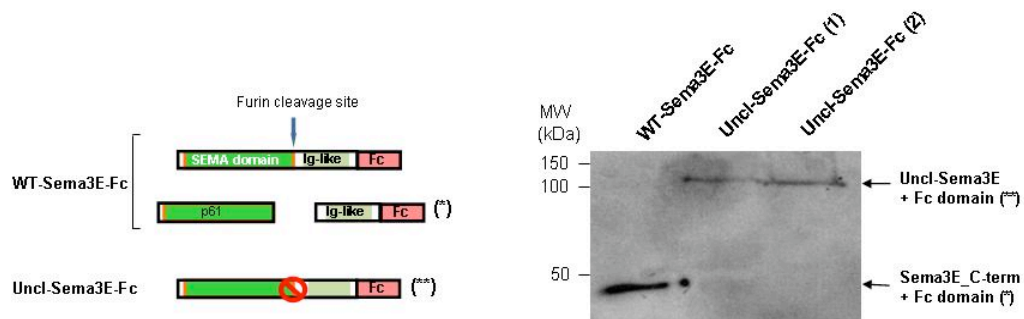 Furin cleavage site
WT-Sema3E-Fc
SEMA domain
Ig-like
Fc
p61
Ig-like
Fc
(*)
Uncl-Sema3E-Fc
Fc
(**)
MW
(kDa)
WT-Sema3E-Fc
Uncl-Sema3E-Fc (1)
Uncl-Sema3E-Fc (2)
150
100
50
Uncl-Sema3E
+ Fc domain (**)
Sema3E_C-term
+ Fc domain (*)